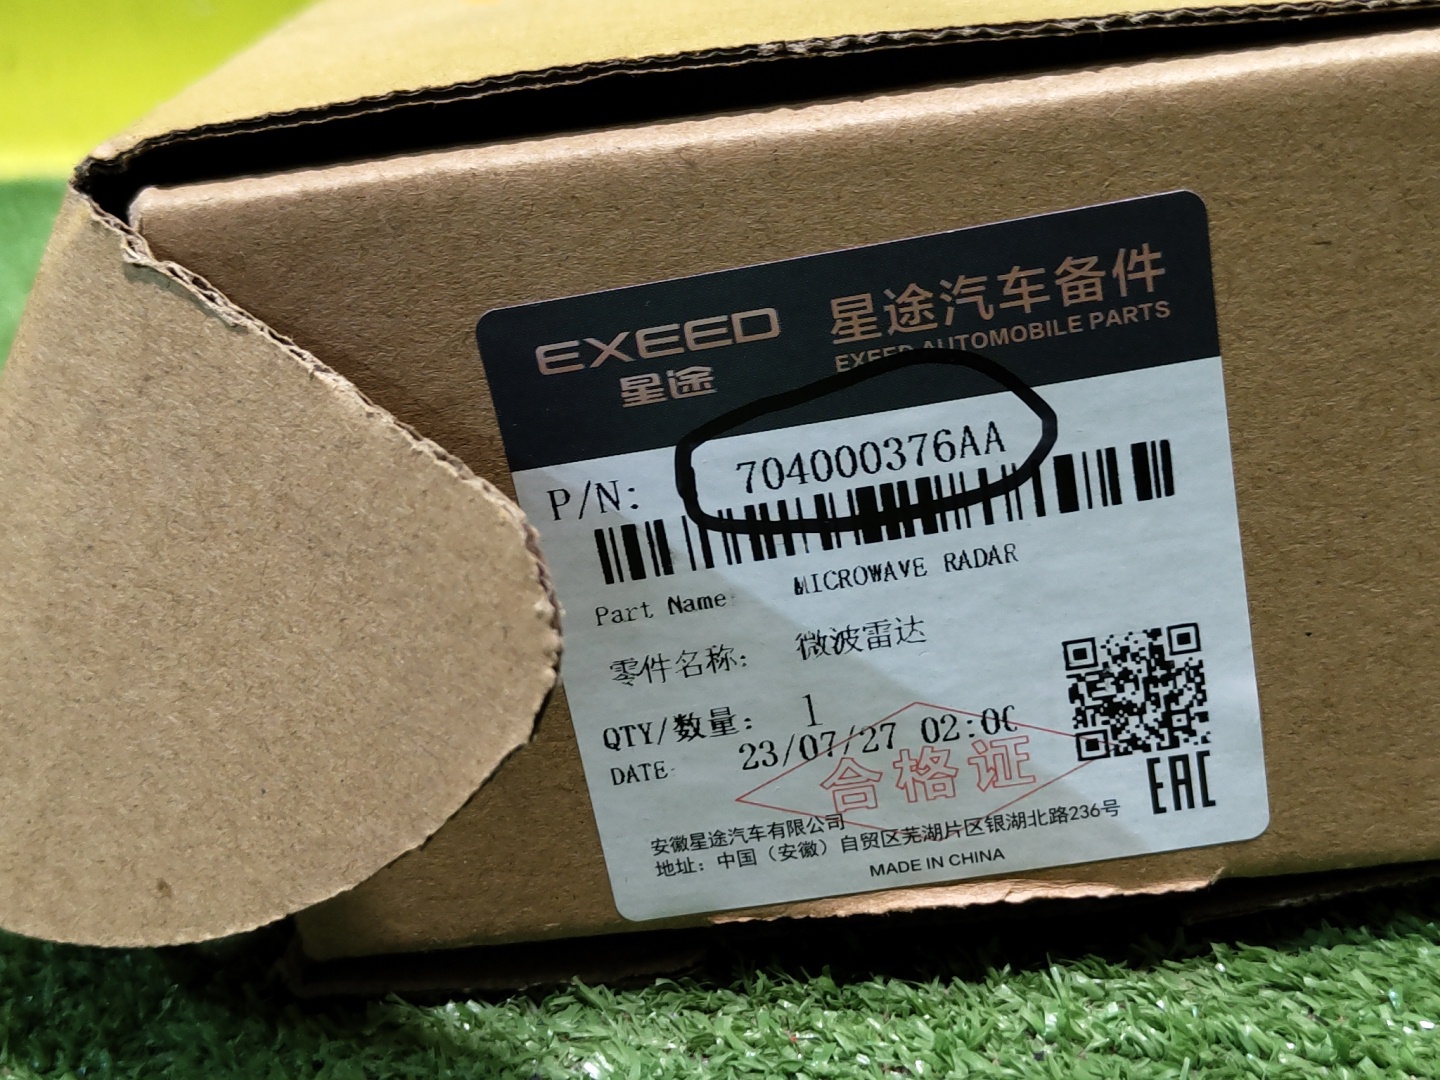 EXEED
星途
星途汽车备件
EXEED AUTOMOBILE PARTS
P/N: 704000376AA
Part Name MICROWAVE RADAR
零件名称: 微波雷达
QTY/数量: 1
DATE 23/07/27 02:0
合格证
EAC
安徽星途汽车有限公司
地址：中国（安徽）自贸区芜湖片区银湖北路236号
MADE IN CHINA